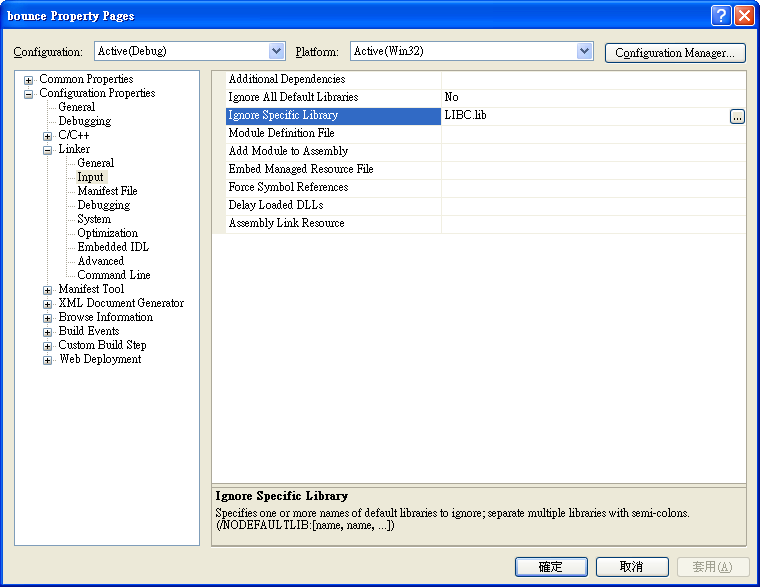 bounce Property Pages
Configuration: Active(Debug) Platform: Active(Win32) Configuration Manager...
Common Properties
Configuration Properties
General
Debugging
C/C++
Linker
General
Input
Manifest File
Debugging
System
Optimization
Embedded IDL
Advanced
Command Line
Manifest Tool
XML Document Generator
Browse Information
Build Events
Custom Build Step
Web Deployment
Additional Dependencies
Ignore All Default Libraries No
Ignore Specific Library LIBC.lib ...
Module Definition File
Add Module to Assembly
Embed Managed Resource File
Force Symbol References
Delay Loaded DLLs
Assembly Link Resource
Ignore Specific Library
Specifies one or more names of default libraries to ignore; separate multiple libraries with semi-colons.
(/NODEFAULTLIB:[name, name, ...])
確定 取消 套用(A)